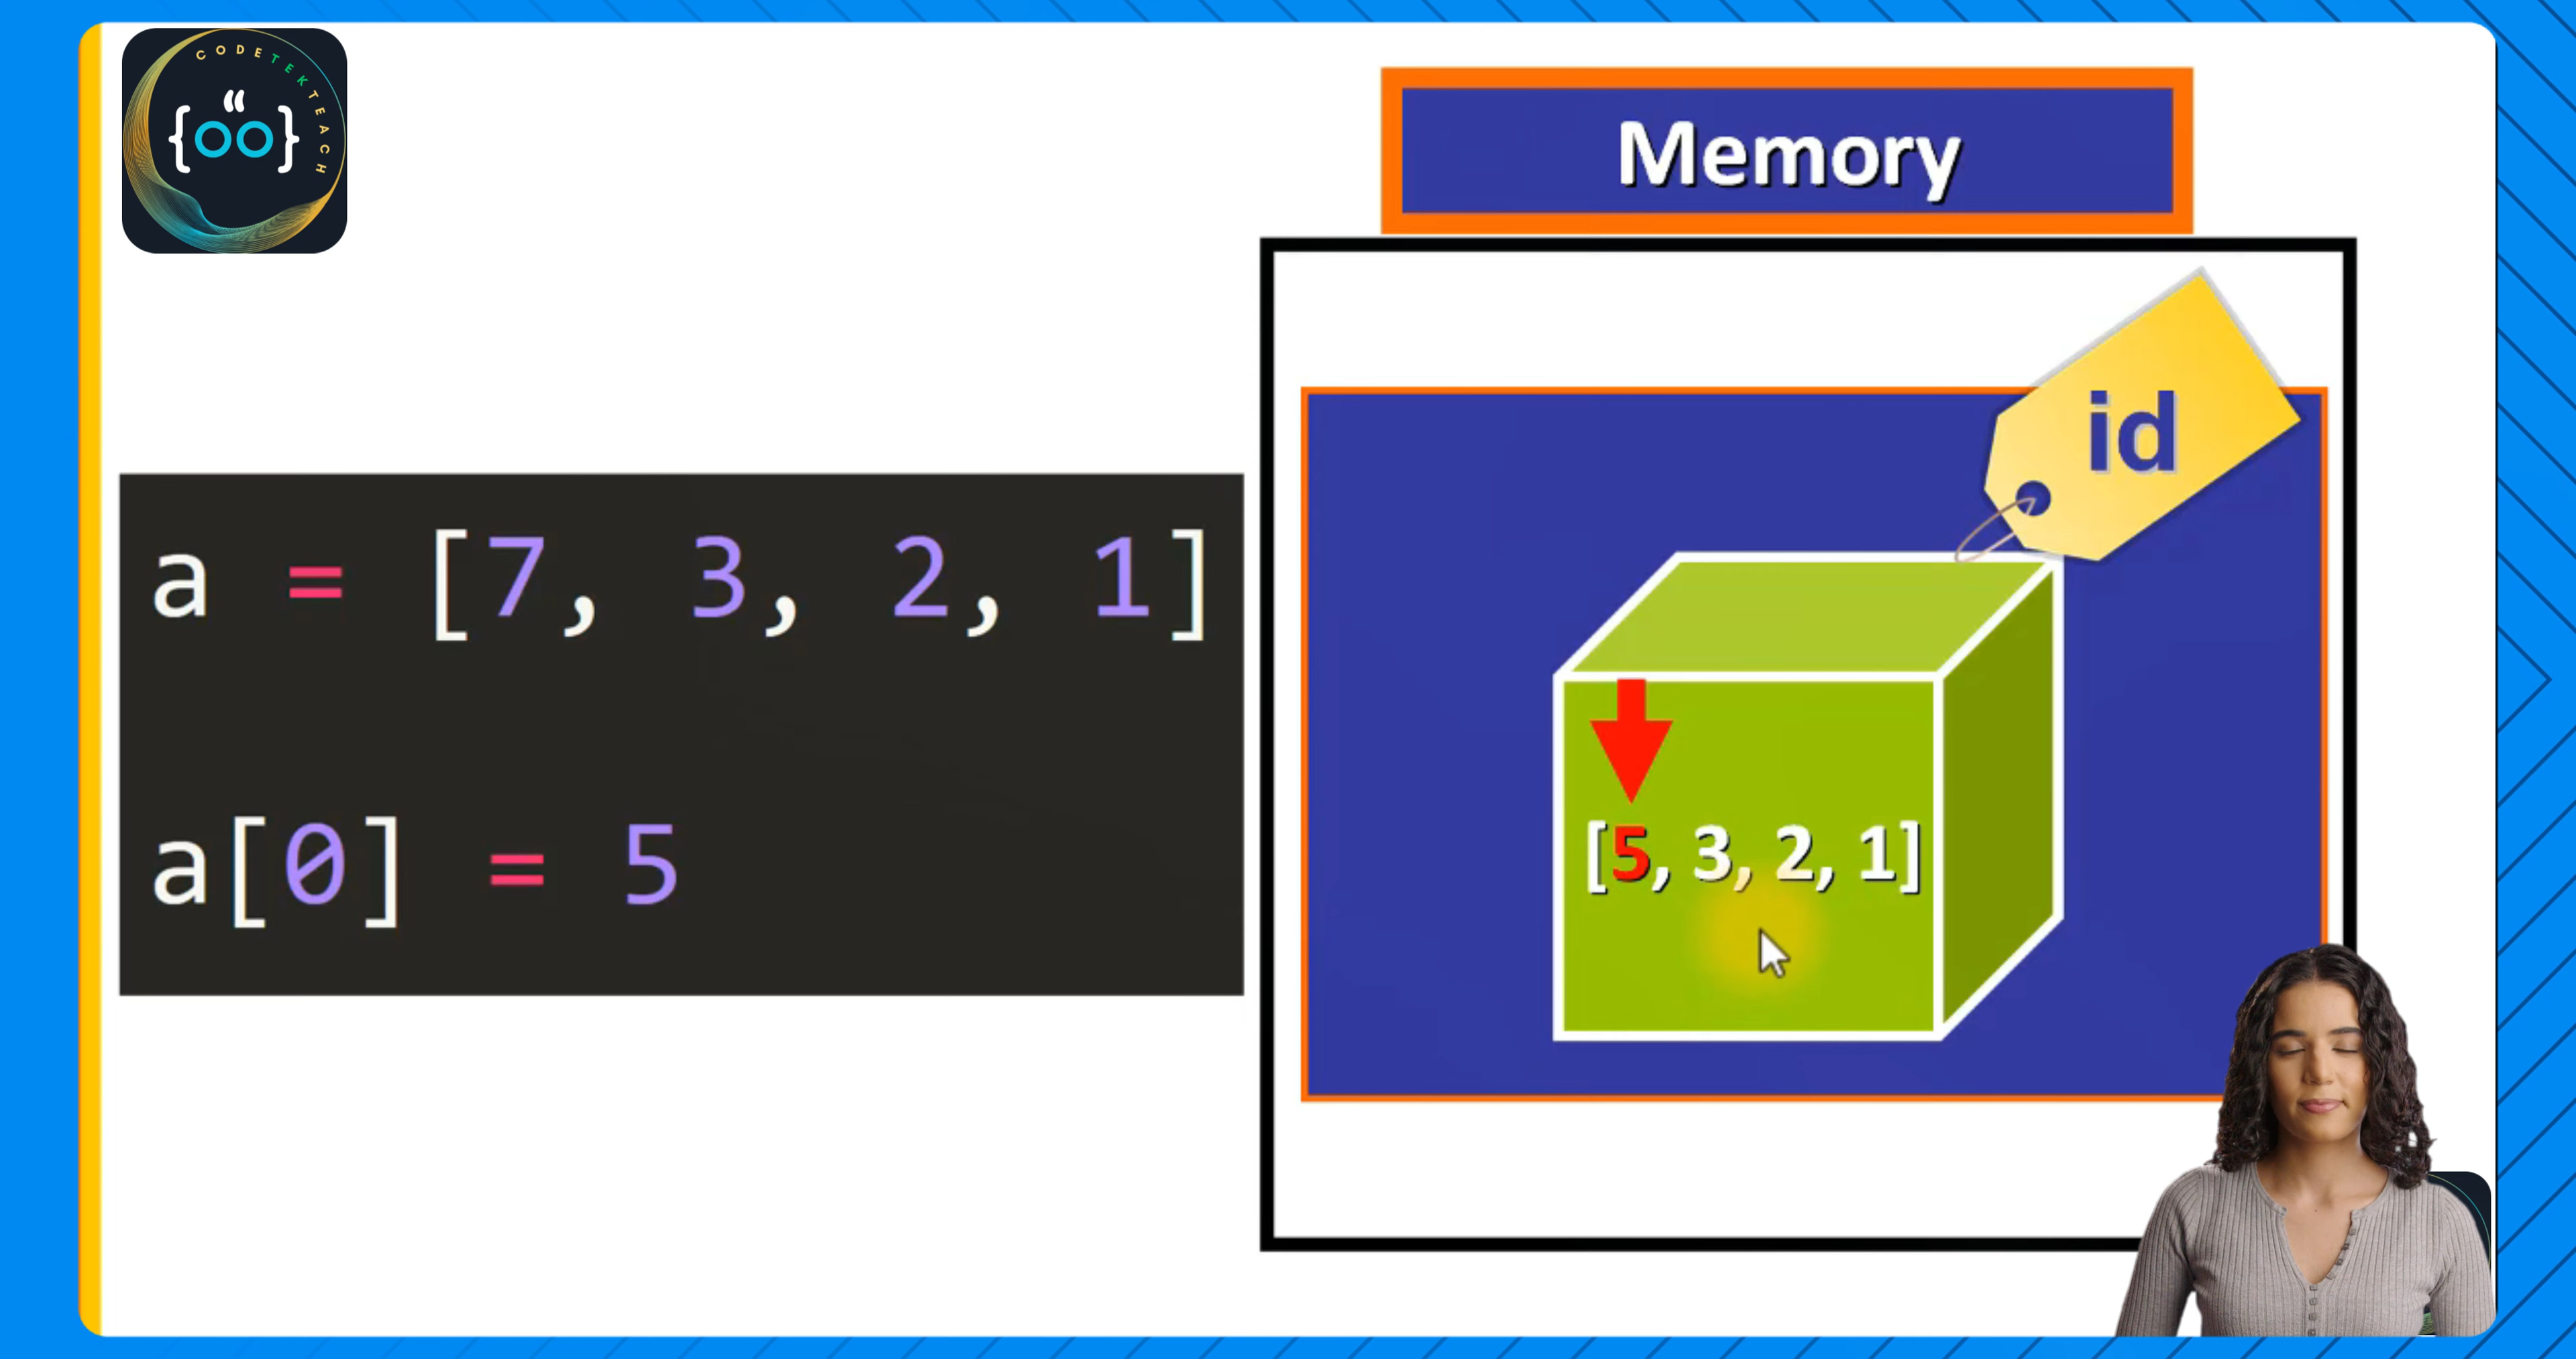 CODETEKTEACH
{oo}
Memory
id
a = [7, 3, 2, 1]
a[0] = 5
[5, 3, 2, 1]